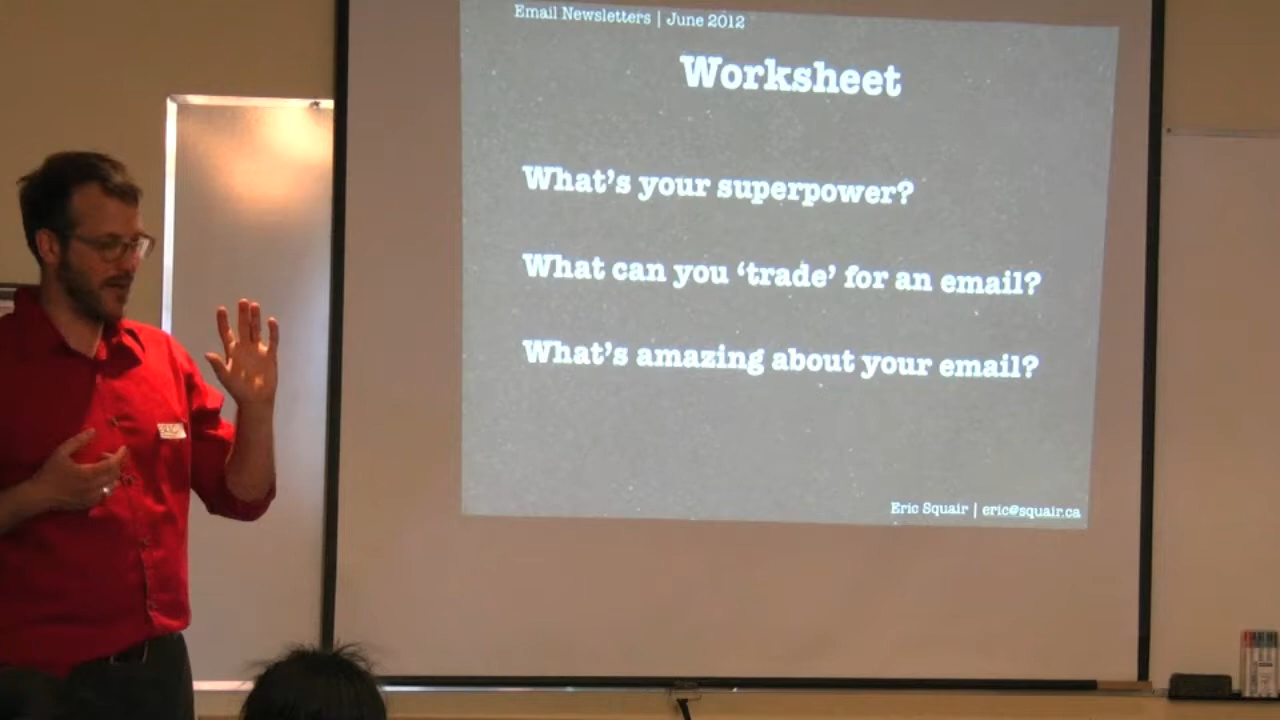 Email Newsletters | June 2012
Worksheet
What's your superpower?
What can you ‘trade’ for an email?
What's amazing about your email?
Eric Squair | eric@squair.ca